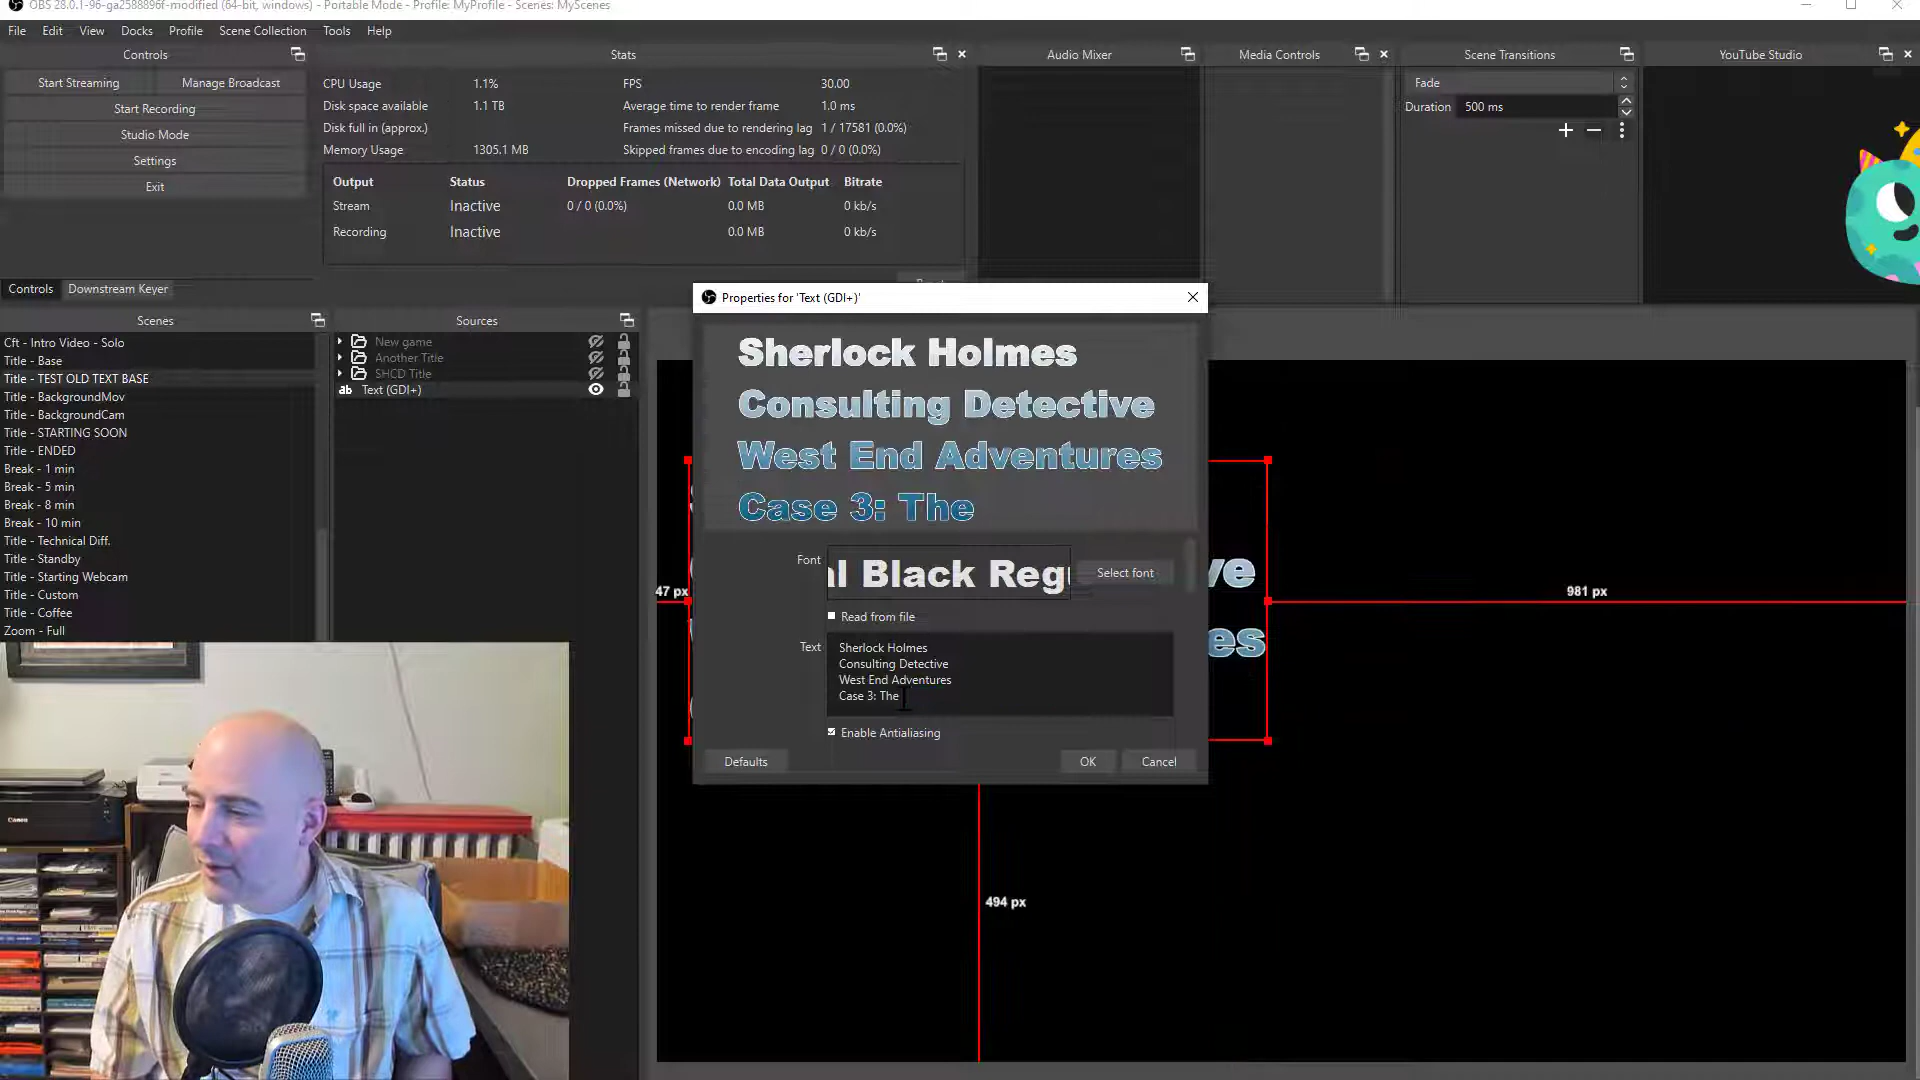 OBS 28.0.1-96-ga2588896f-modified (64-bit, windows) - Portable Mode - Profile: MyProfile - Scenes: MyScenes
File Edit View Docks Profile Scene Collection Tools Help
Controls
Start Streaming
Manage Broadcast
Start Recording
Studio Mode
Settings
Exit
Controls
Downstream Keyer
Stats
CPU Usage 1.1%
Disk space available 1.1 TB
Disk full in (approx.)
Memory Usage 1305.1 MB
FPS 30.00
Average time to render frame 1.0 ms
Frames missed due to rendering lag 1 / 17581 (0.0%)
Skipped frames due to encoding lag 0 / 0 (0.0%)
Output Status Dropped Frames (Network) Total Data Output Bitrate
Stream Inactive 0 / 0 (0.0%) 0.0 MB 0 kb/s
Recording Inactive 0.0 MB 0 kb/s
Audio Mixer
Media Controls
Scene Transitions
Fade
Duration 500 ms
YouTube Studio
Scenes
Cft - Intro Video - Solo
Title - Base
Title - TEST OLD TEXT BASE
Title - BackgroundMov
Title - BackgroundCam
Title - STARTING SOON
Title - ENDED
Break - 1 min
Break - 5 min
Break - 8 min
Break - 10 min
Title - Technical Diff.
Title - Standby
Title - Starting Webcam
Title - Custom
Title - Coffee
Zoom - Full
Sources
New game
Another Title
SHCD Title
ab Text (GDI+)
Properties for 'Text (GDI+)'
Sherlock Holmes
Consulting Detective
West End Adventures
Case 3: The
Font
al Black Reg
Select font
Read from file
Text
Sherlock Holmes
Consulting Detective
West End Adventures
Case 3: The
Enable Antialiasing
Defaults
OK
Cancel
47 px
ve
es
981 px
494 px
Canon